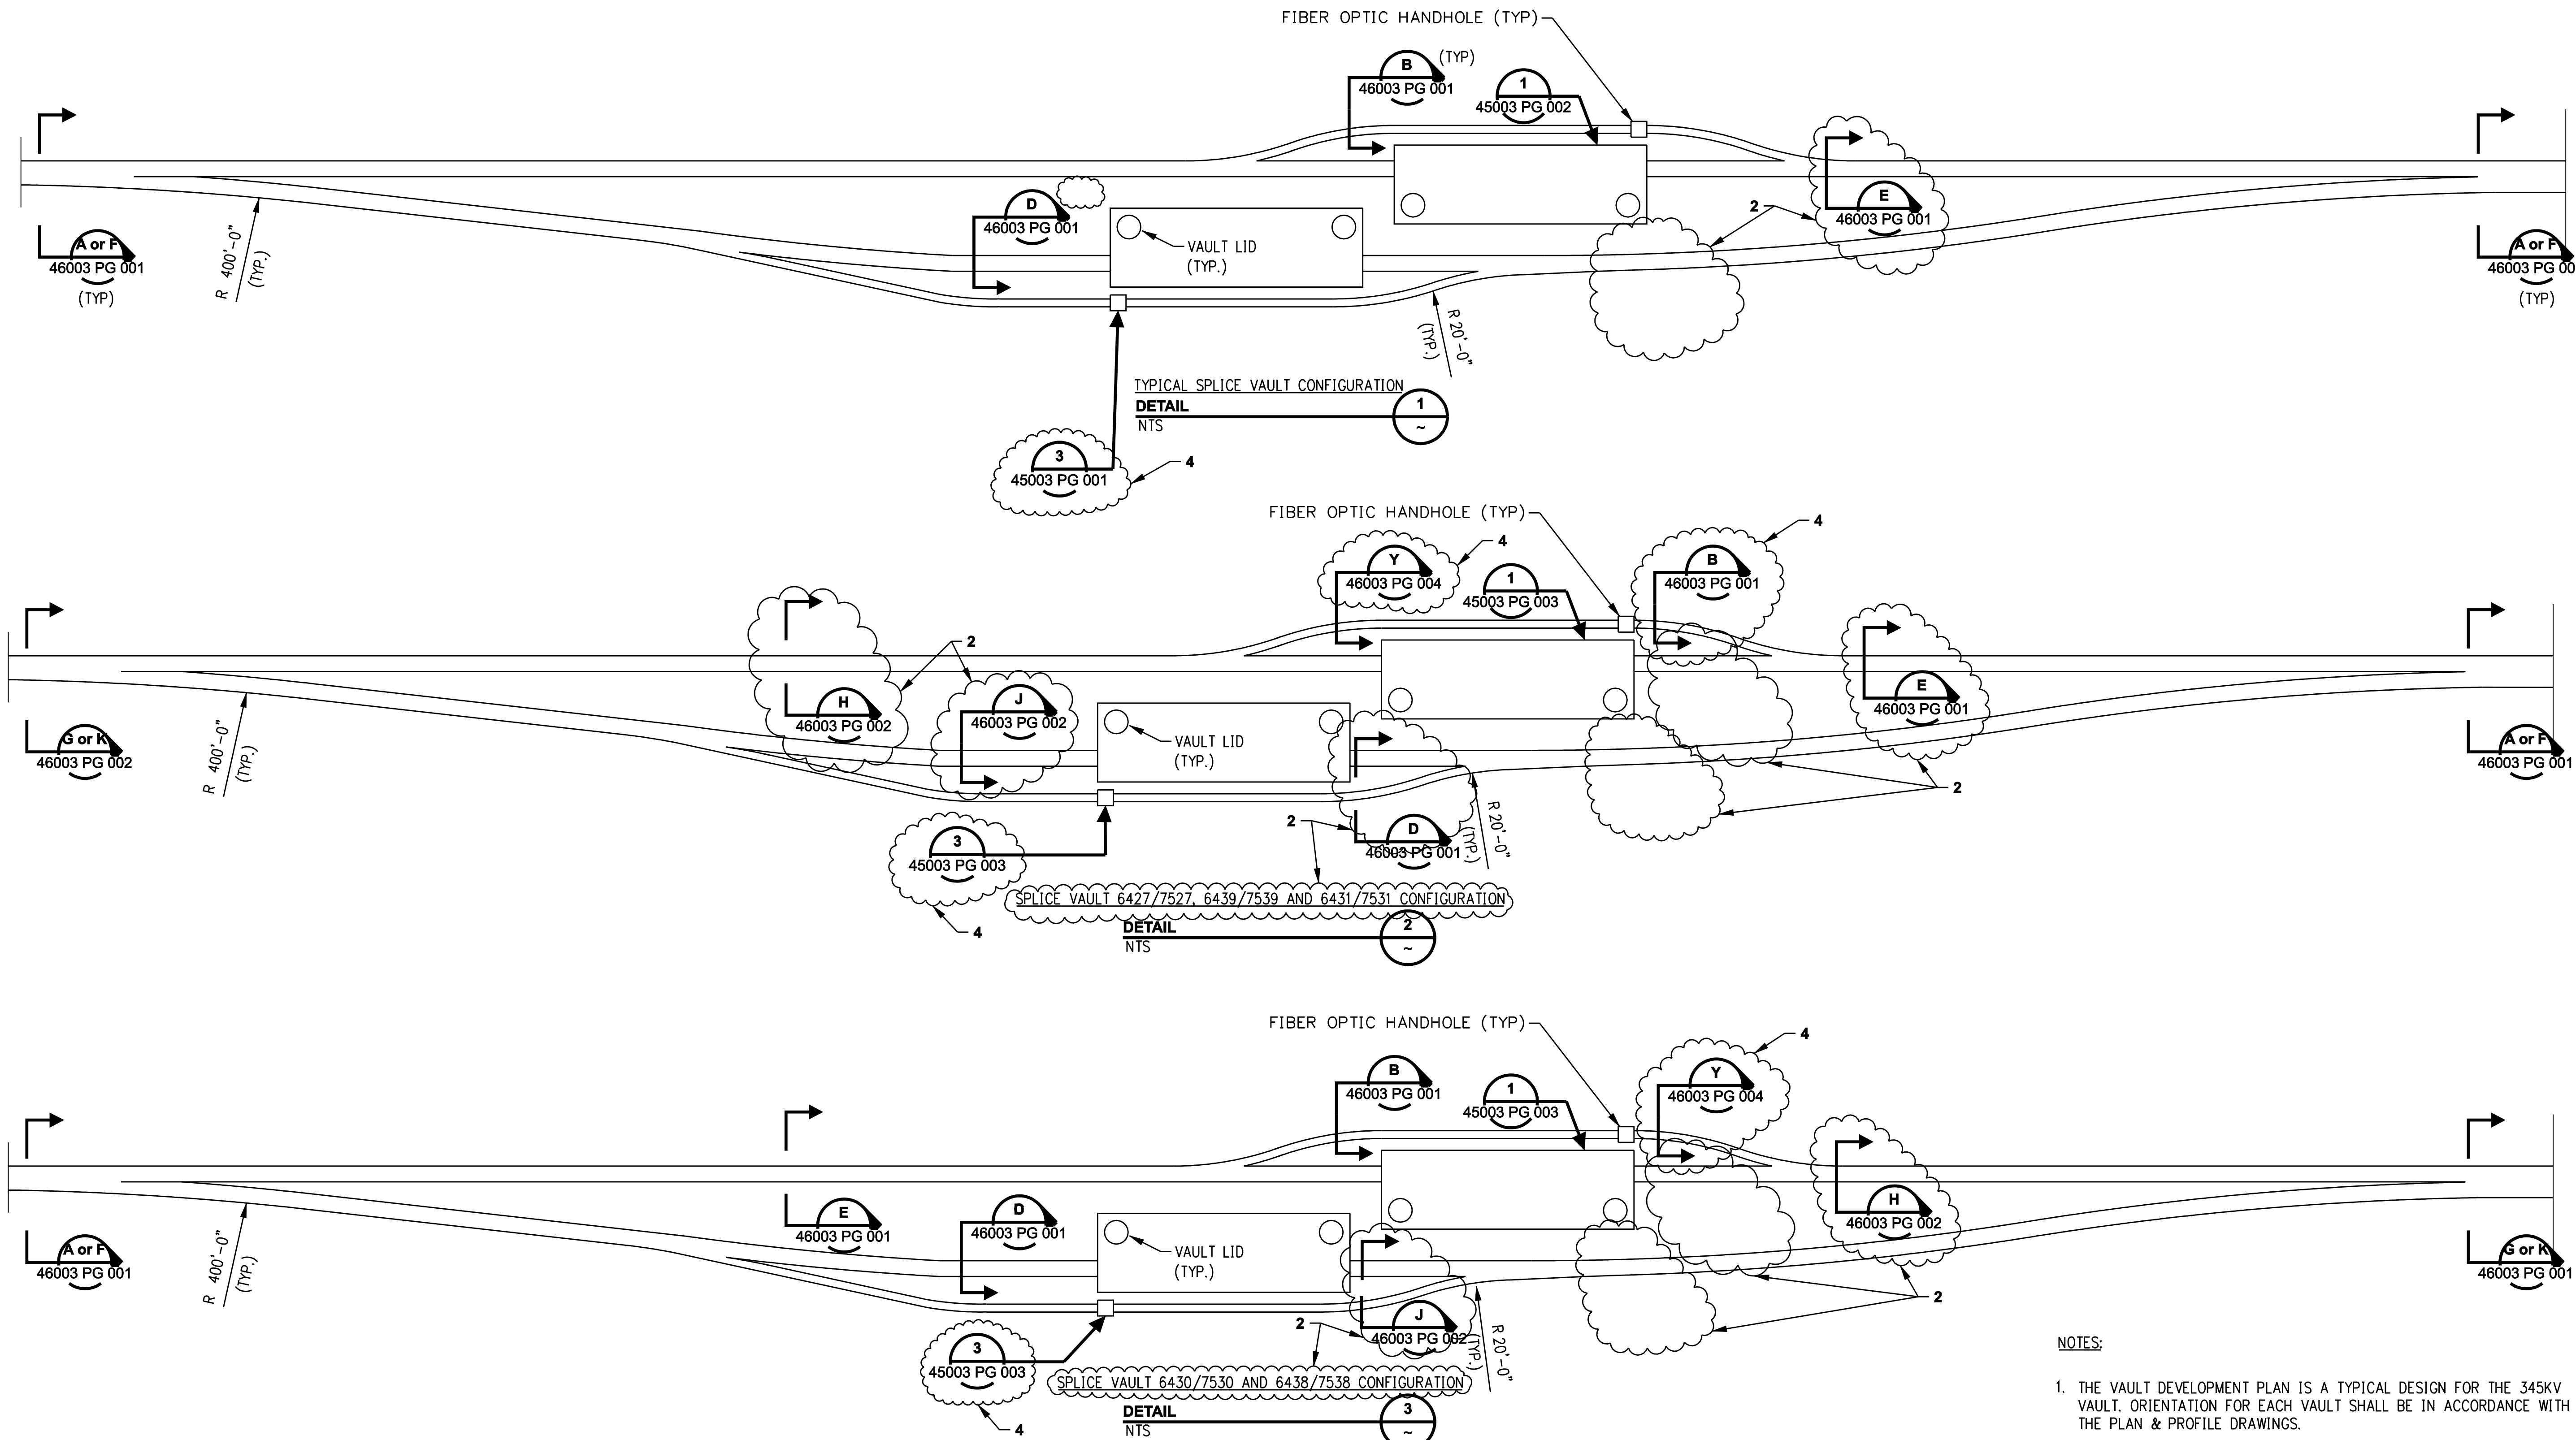 FIBER OPTIC HANDHOLE (TYP)
B
(TYP)
46003 PG 001
1
45003 PG 002
E
46003 PG 001
2
D
46003 PG 001
A or F
46003 PG 001
(TYP)
R 400'-0"
(TYP.)
VAULT LID
(TYP.)
A or F
46003 PG 00
(TYP)
R 20'-0"
(TYP.)
TYPICAL SPLICE VAULT CONFIGURATION
DETAIL
NTS
1
~
3
45003 PG 001
4
FIBER OPTIC HANDHOLE (TYP)
4
Y
46003 PG 004
4
1
45003 PG 003
B
46003 PG 001
2
H
46003 PG 002
J
46003 PG 002
E
46003 PG 001
G or K
46003 PG 002
R 400'-0"
(TYP.)
VAULT LID
(TYP.)
A or F
46003 PG 001
2
2
D
46003 PG 001
R 20'-0"
(TYP.)
3
45003 PG 003
4
SPLICE VAULT 6427/7527, 6439/7539 AND 6431/7531 CONFIGURATION
DETAIL
NTS
2
~
FIBER OPTIC HANDHOLE (TYP)
4
B
46003 PG 001
1
45003 PG 003
Y
46003 PG 004
E
46003 PG 001
D
46003 PG 001
H
46003 PG 002
A or F
46003 PG 001
R 400'-0"
(TYP.)
VAULT LID
(TYP.)
G or K
46003 PG 001
2
2
J
46003 PG 002
R 20'-0"
(TYP.)
3
45003 PG 003
4
SPLICE VAULT 6430/7530 AND 6438/7538 CONFIGURATION
DETAIL
NTS
3
~
NOTES:
1. THE VAULT DEVELOPMENT PLAN IS A TYPICAL DESIGN FOR THE 345KV
VAULT. ORIENTATION FOR EACH VAULT SHALL BE IN ACCORDANCE WITH
THE PLAN & PROFILE DRAWINGS.